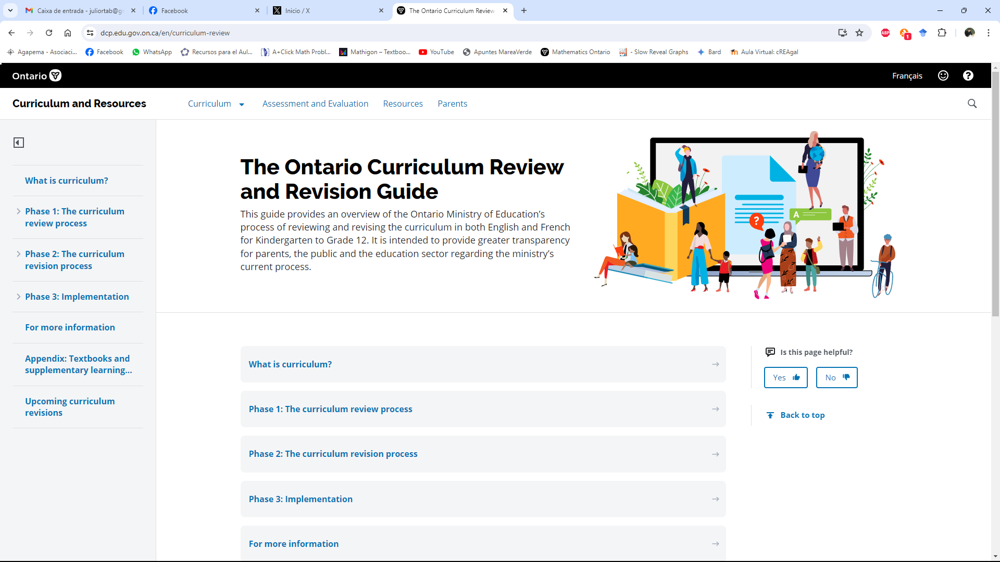 Caixa de entrada - juliortab@g
Facebook
Inicio / X
The Ontario Curriculum Review
dcp.edu.gov.on.ca/en/curriculum-review
ABP
1
Agapema - Asociaci...
Facebook
WhatsApp
Recursos para el Aul...
A+Click Math Probl...
Mathigon – Textboo...
YouTube
Apuntes MareaVerde
Mathematics Ontario
- Slow Reveal Graphs
Bard
Aula Virtual: cREAgal
Ontario
Français
Curriculum and Resources
Curriculum
Assessment and Evaluation
Resources
Parents
What is curriculum?
Phase 1: The curriculum
review process
Phase 2: The curriculum
revision process
Phase 3: Implementation
For more information
Appendix: Textbooks and
supplementary learning...
Upcoming curriculum
revisions
The Ontario Curriculum Review
and Revision Guide
This guide provides an overview of the Ontario Ministry of Education’s
process of reviewing and revising the curriculum in both English and French
for Kindergarten to Grade 12. It is intended to provide greater transparency
for parents, the public and the education sector regarding the ministry’s
current process.
?
A
What is curriculum?
Phase 1: The curriculum review process
Phase 2: The curriculum revision process
Phase 3: Implementation
For more information
Is this page helpful?
Yes
No
Back to top